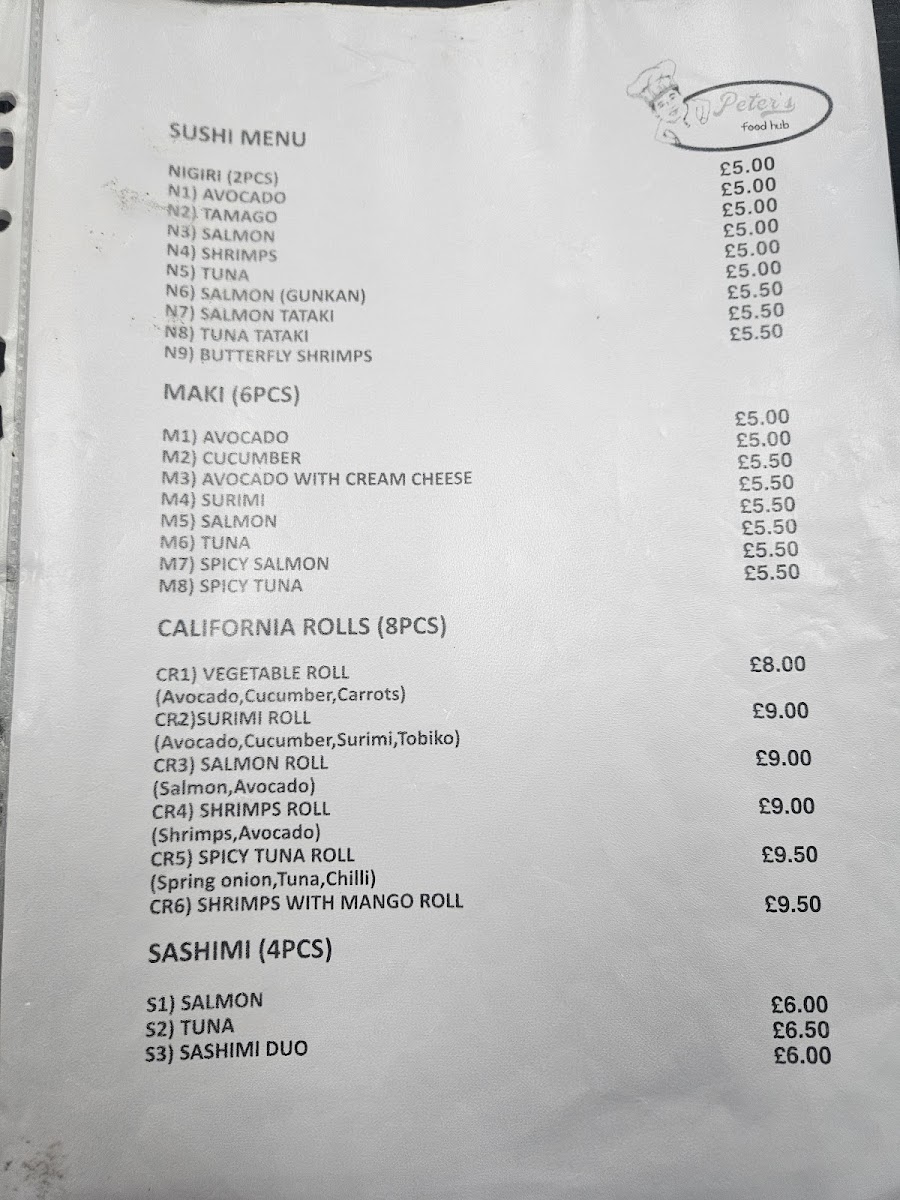 Peter's
food hub
SUSHI MENU
NIGIRI (2PCS)
N1) AVOCADO £5.00
N2) TAMAGO £5.00
N3) SALMON £5.00
N4) SHRIMPS £5.00
N5) TUNA £5.00
N6) SALMON (GUNKAN) £5.00
N7) SALMON TATAKI £5.50
N8) TUNA TATAKI £5.50
N9) BUTTERFLY SHRIMPS £5.50
MAKI (6PCS)
M1) AVOCADO £5.00
M2) CUCUMBER £5.00
M3) AVOCADO WITH CREAM CHEESE £5.50
M4) SURIMI £5.50
M5) SALMON £5.50
M6) TUNA £5.50
M7) SPICY SALMON £5.50
M8) SPICY TUNA £5.50
CALIFORNIA ROLLS (8PCS)
CR1) VEGETABLE ROLL £8.00
(Avocado,Cucumber,Carrots)
CR2)SURIMI ROLL £9.00
(Avocado,Cucumber,Surimi,Tobiko)
CR3) SALMON ROLL £9.00
(Salmon,Avocado)
CR4) SHRIMPS ROLL £9.00
(Shrimps,Avocado)
CR5) SPICY TUNA ROLL £9.50
(Spring onion,Tuna,Chilli)
CR6) SHRIMPS WITH MANGO ROLL £9.50
SASHIMI (4PCS)
S1) SALMON £6.00
S2) TUNA £6.50
S3) SASHIMI DUO £6.00